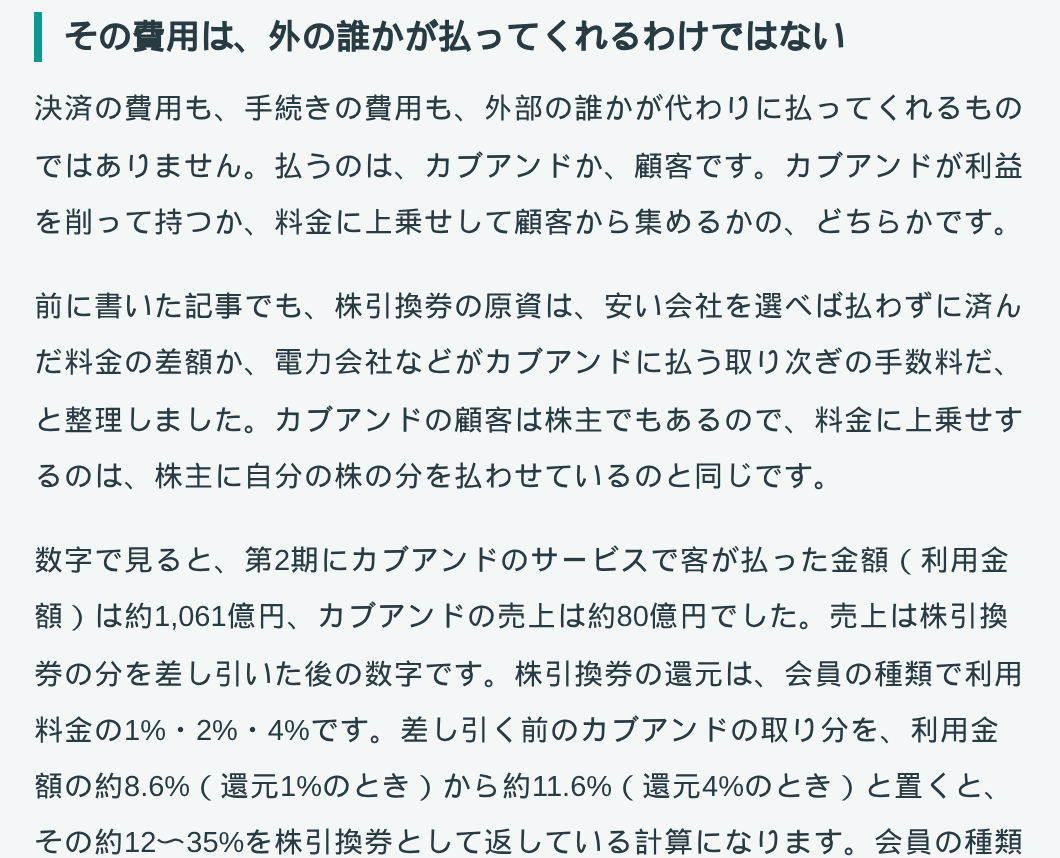 その費用は、外の誰かが払ってくれるわけではない
決済の費用も、手続きの費用も、外部の誰かが代わりに払ってくれるもの
ではありません。払うのは、カブアンドか、顧客です。カブアンドが利益
を削って持つか、料金に上乗せして顧客から集めるかの、どちらかです。
前に書いた記事でも、株引換券の原資は、安い会社を選べば払わずに済ん
だ料金の差額か、電力会社などがカブアンドに払う取り次ぎの手数料だ、
と整理しました。カブアンドの顧客は株主でもあるので、料金に上乗せす
るのは、株主に自分の株の分を払わせているのと同じです。
数字で見ると、第2期にカブアンドのサービスで客が払った金額（利用金
額）は約1,061億円、カブアンドの売上は約80億円でした。売上は株引換
券の分を差し引いた後の数字です。株引換券の還元は、会員の種類で利用
料金の1%・2%・4%です。差し引く前のカブアンドの取り分を、利用金
額の約8.6%（還元1%のとき）から約11.6%（還元4%のとき）と置くと、
その約12〜35%を株引換券として返している計算になります。会員の種類